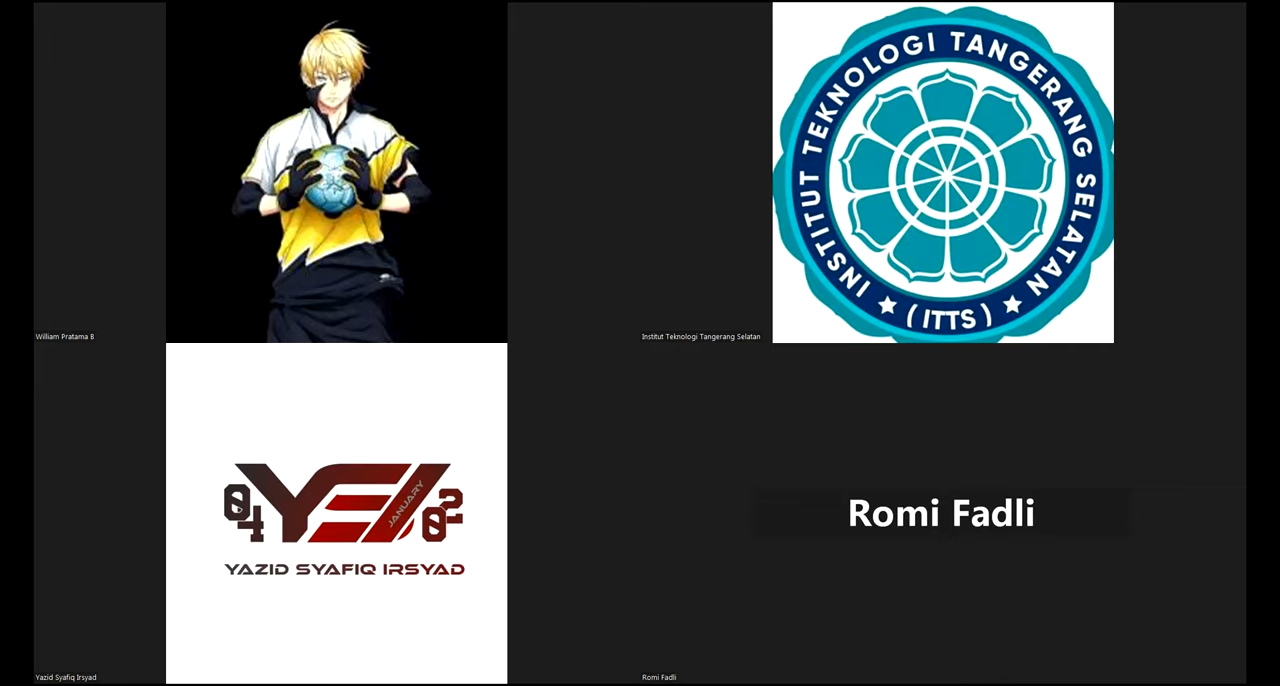 INSTITUT TEKNOLOGI TANGERANG SELATAN
(ITTS)
William Pratama B
Institut Teknologi Tangerang Selatan
04
YSI
JANUARY
02
YAZID SYAFIQ IRSYAD
Romi Fadli
Yazid Syafiq Irsyad
Romi Fadli